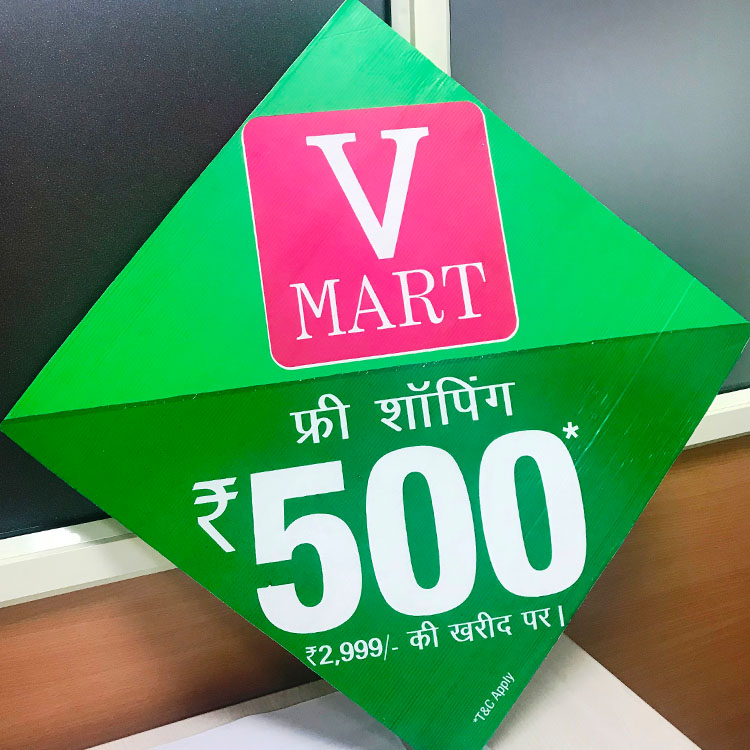 V
MART
फ्री शॉपिंग
₹500*
₹2,999/- की खरीद पर।
*T&C Apply